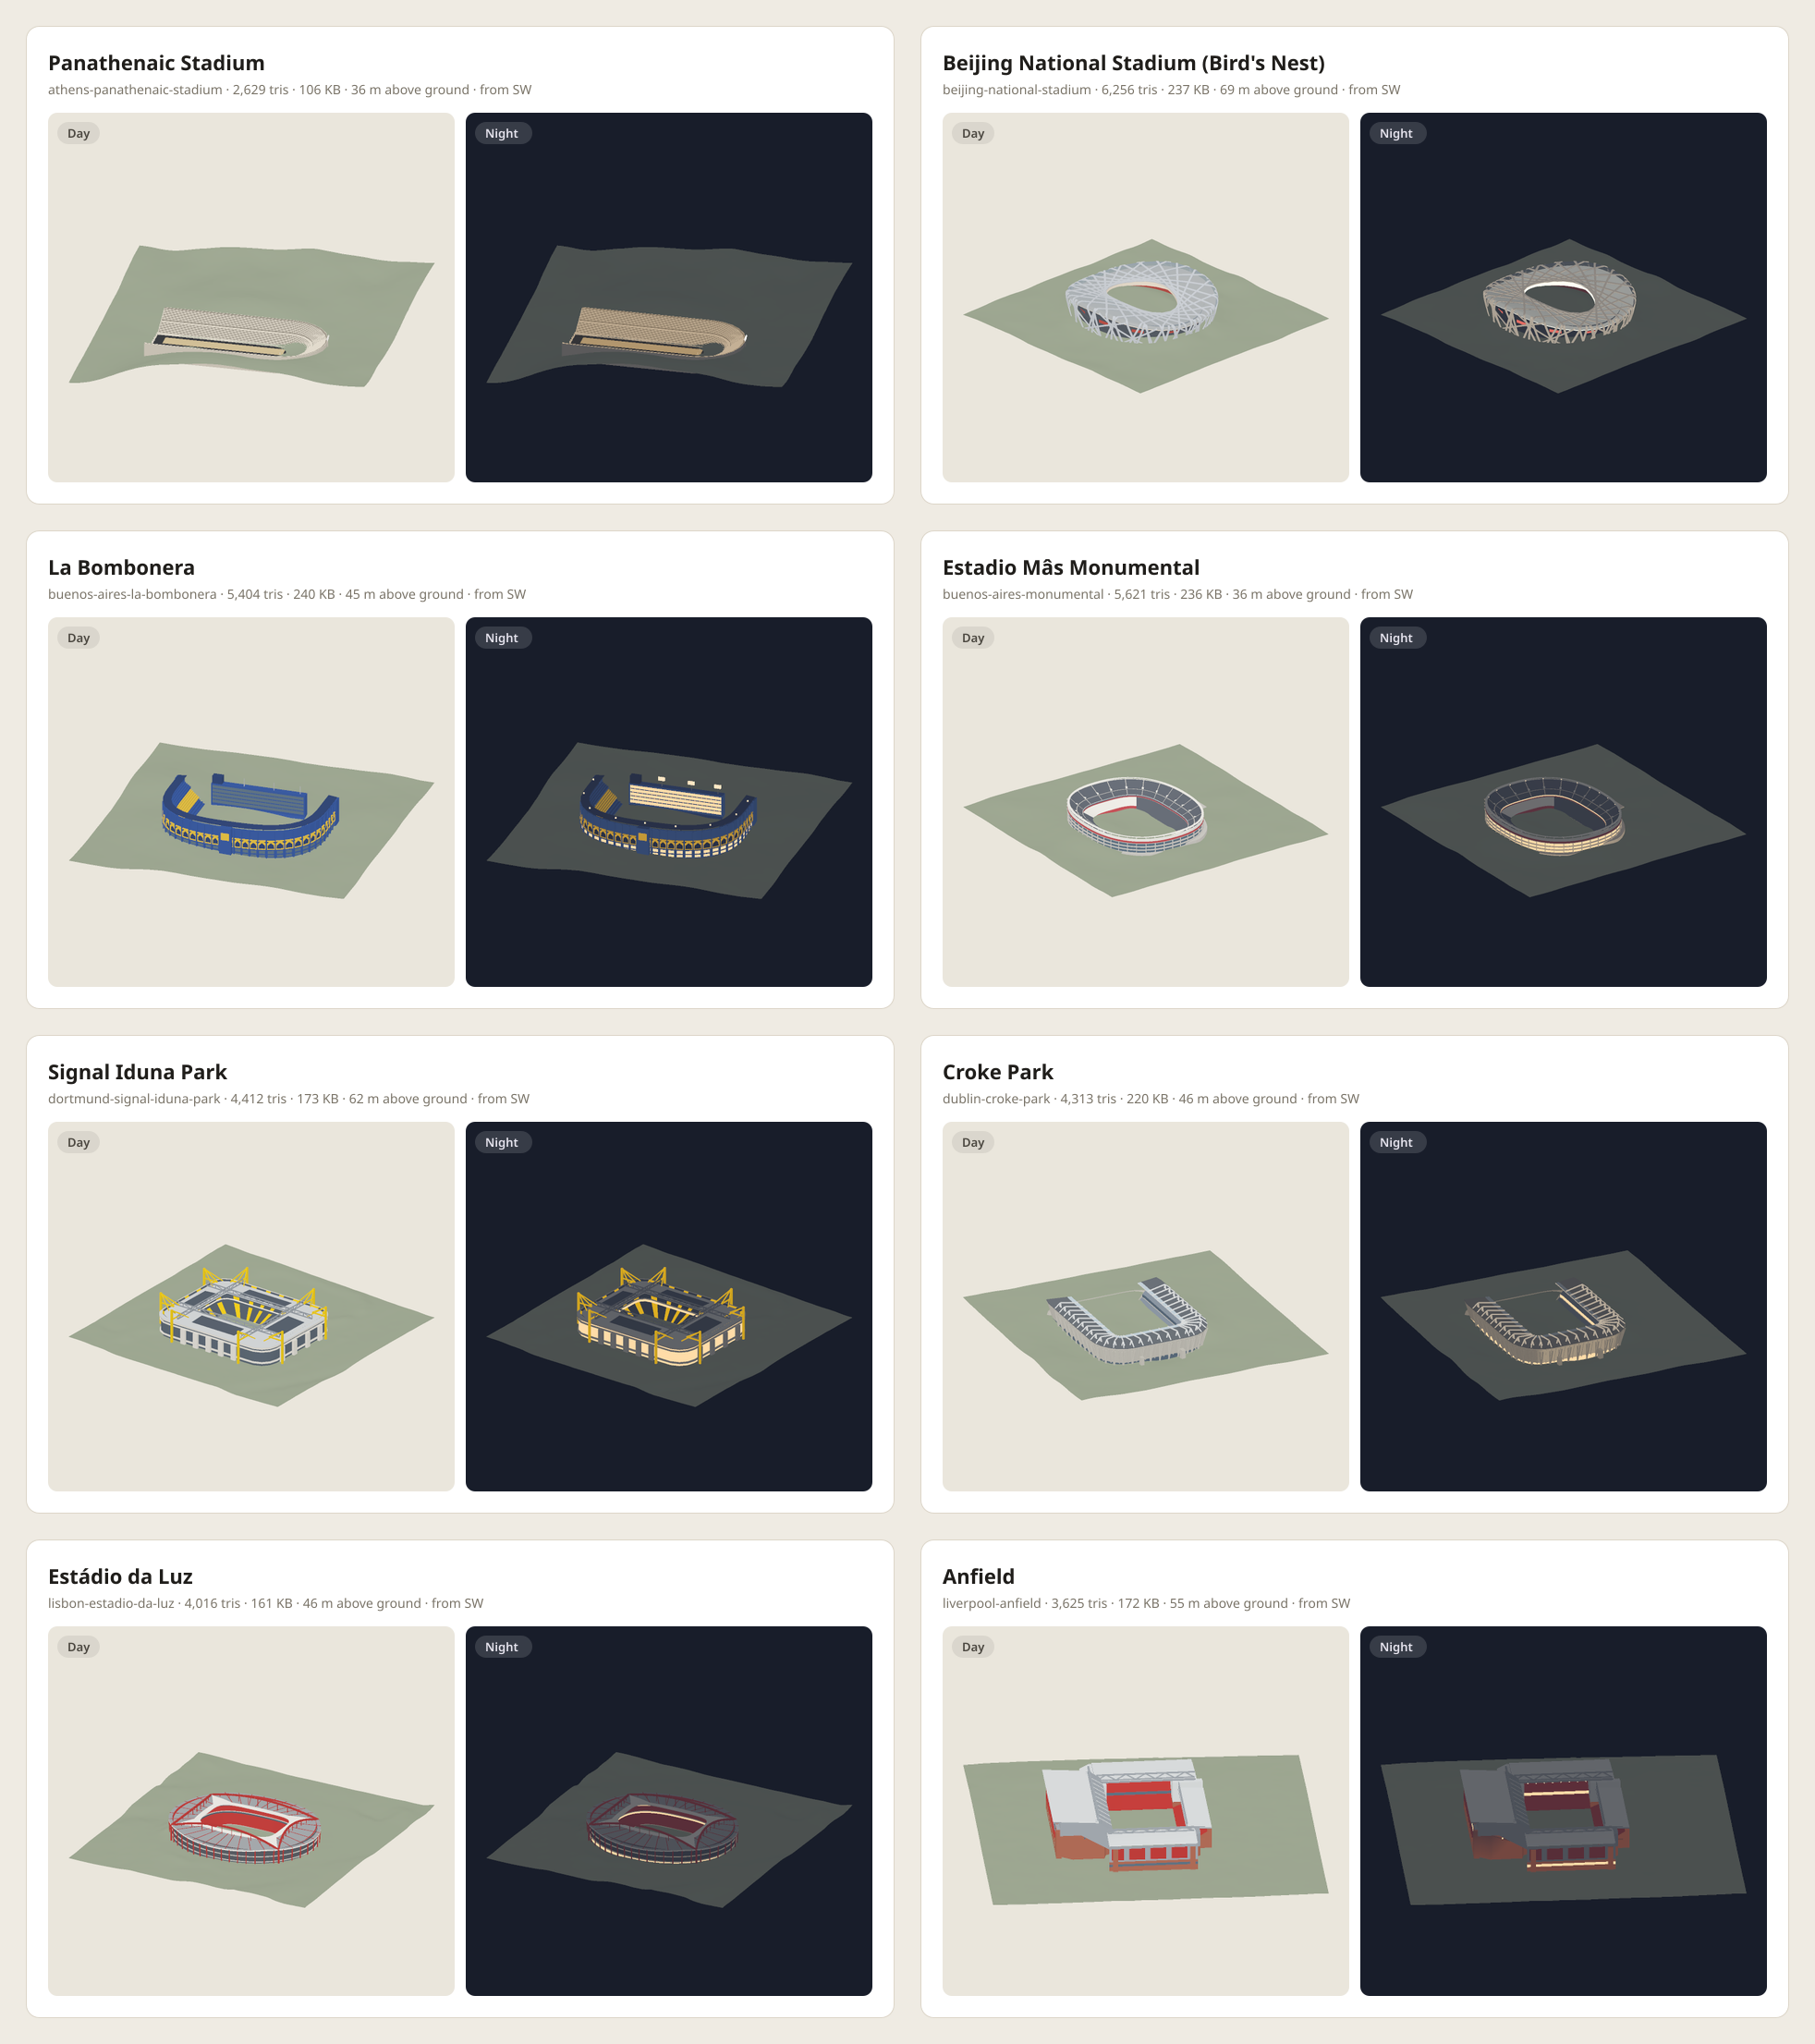 Panathenaic Stadium
athens-panathenaic-stadium · 2,629 tris · 106 KB · 36 m above ground · from SW
Day
Night
Beijing National Stadium (Bird's Nest)
beijing-national-stadium · 6,256 tris · 237 KB · 69 m above ground · from SW
Day
Night
La Bombonera
buenos-aires-la-bombonera · 5,404 tris · 240 KB · 45 m above ground · from SW
Day
Night
Estadio Mâs Monumental
buenos-aires-monumental · 5,621 tris · 236 KB · 36 m above ground · from SW
Day
Night
Signal Iduna Park
dortmund-signal-iduna-park · 4,412 tris · 173 KB · 62 m above ground · from SW
Day
Night
Croke Park
dublin-croke-park · 4,313 tris · 220 KB · 46 m above ground · from SW
Day
Night
Estádio da Luz
lisbon-estadio-da-luz · 4,016 tris · 161 KB · 46 m above ground · from SW
Day
Night
Anfield
liverpool-anfield · 3,625 tris · 172 KB · 55 m above ground · from SW
Day
Night